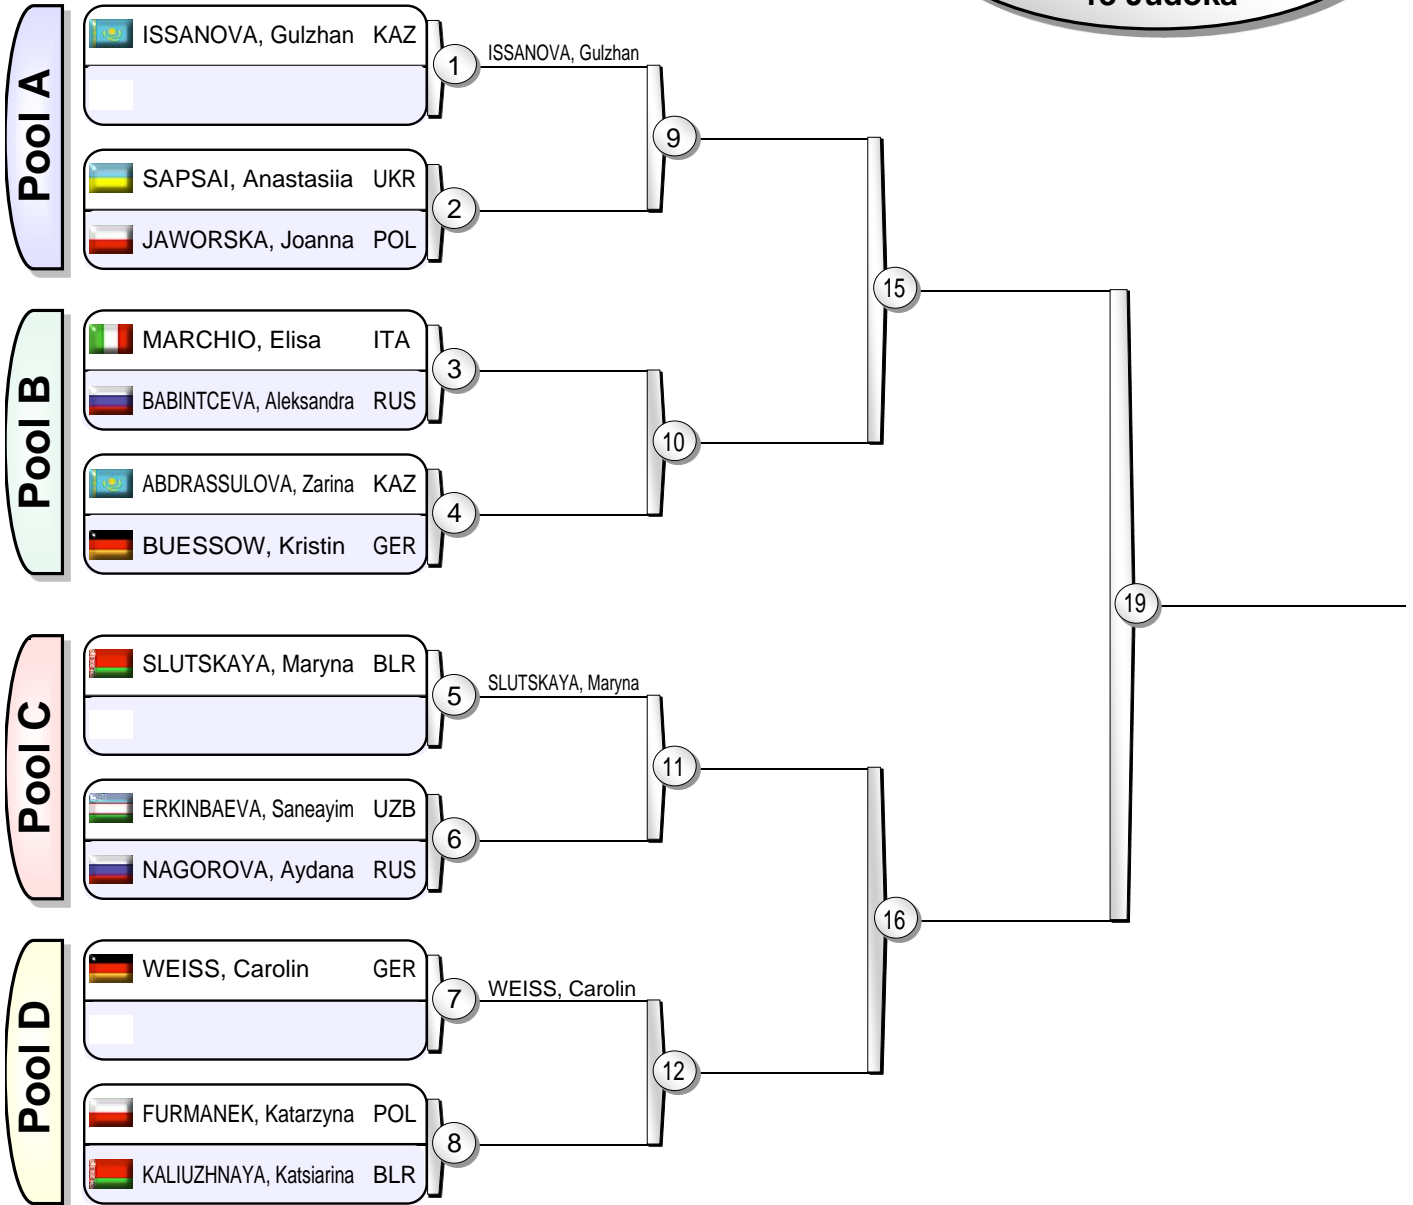 Judoka
Pool A
ISSANOVA, Gulzhan KAZ
1
ISSANOVA, Gulzhan
9
SAPSAI, Anastasiia UKR
2
JAWORSKA, Joanna POL
15
Pool B
MARCHIO, Elisa ITA
3
BABINTCEVA, Aleksandra RUS
10
ABDRASSULOVA, Zarina KAZ
4
BUESSOW, Kristin GER
19
Pool C
SLUTSKAYA, Maryna BLR
5
SLUTSKAYA, Maryna
11
ERKINBAEVA, Saneayim UZB
6
NAGOROVA, Aydana RUS
16
Pool D
WEISS, Carolin GER
7
WEISS, Carolin
12
FURMANEK, Katarzyna POL
8
KALIUZHNAYA, Katsiarina BLR